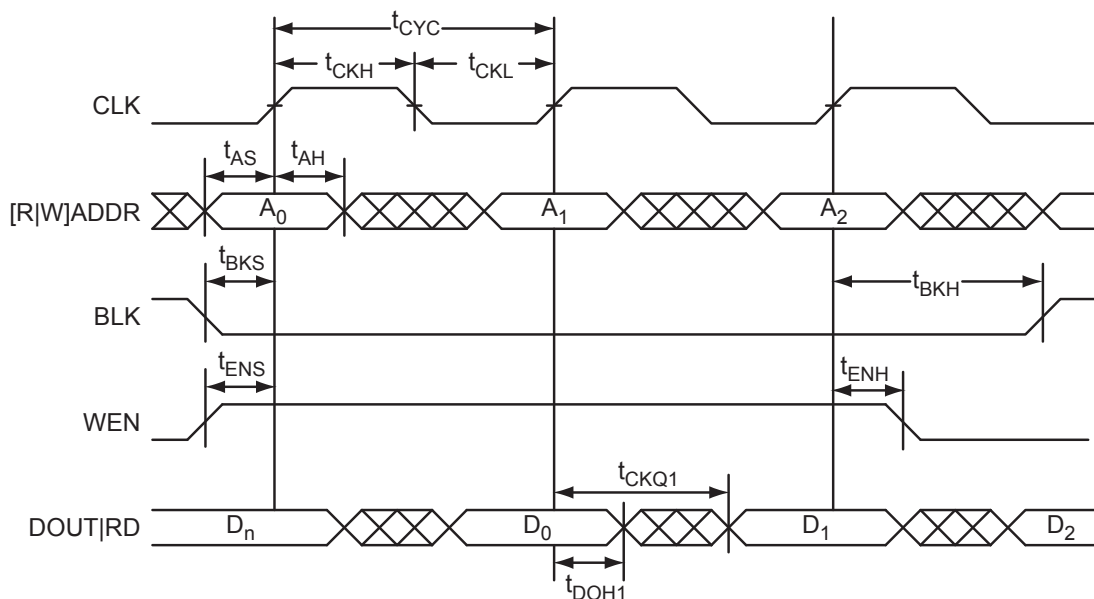 tCYC
tCKH tCKL
CLK
tAS tAH
[R|W]ADDR A0 A1 A2
tBKS tBKH
BLK
tENS tENH
WEN
tCKQ1
DOUT|RD Dn D0 D1 D2
tDOH1